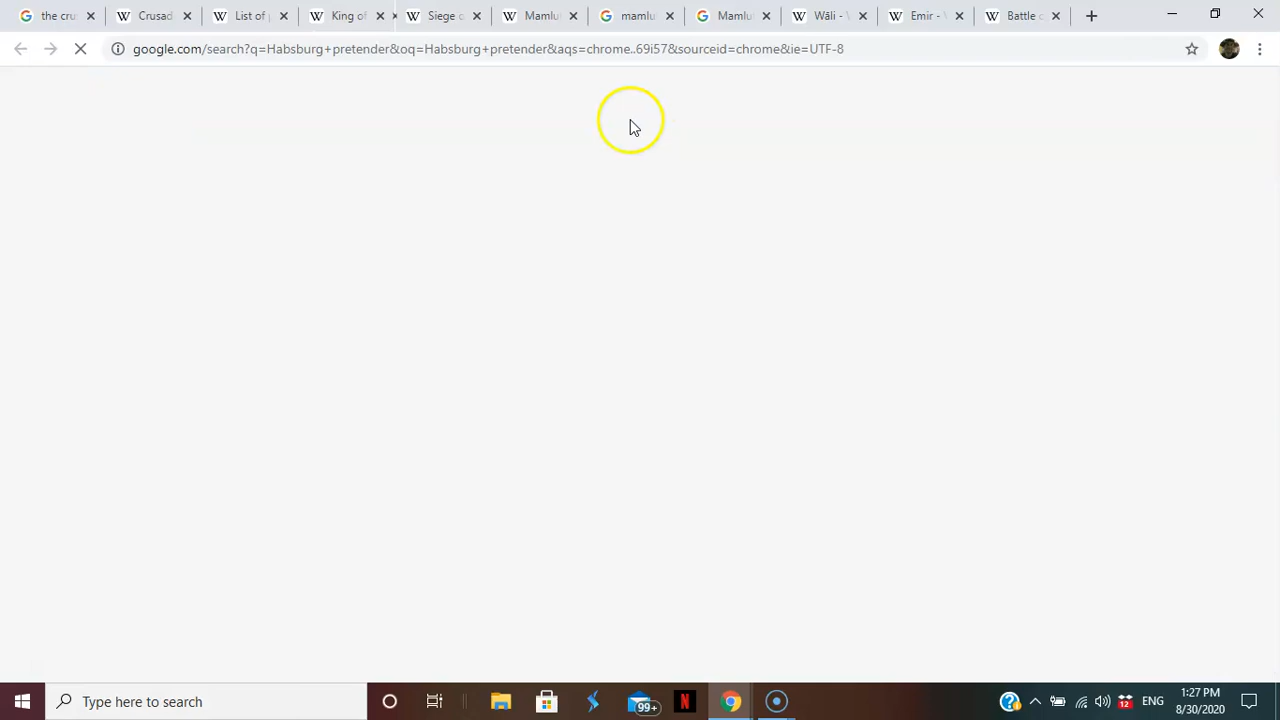 the cru
Crusad
List of p
King of
Siege o
Mamlu
mamlu
Mamlu
Wāli - V
Emir - V
Battle o
google.com/search?q=Habsburg+pretender&oq=Habsburg+pretender&aqs=chrome..69i57&sourceid=chrome&ie=UTF-8
Type here to search
99+
N
12
ENG
1:27 PM
8/30/2020